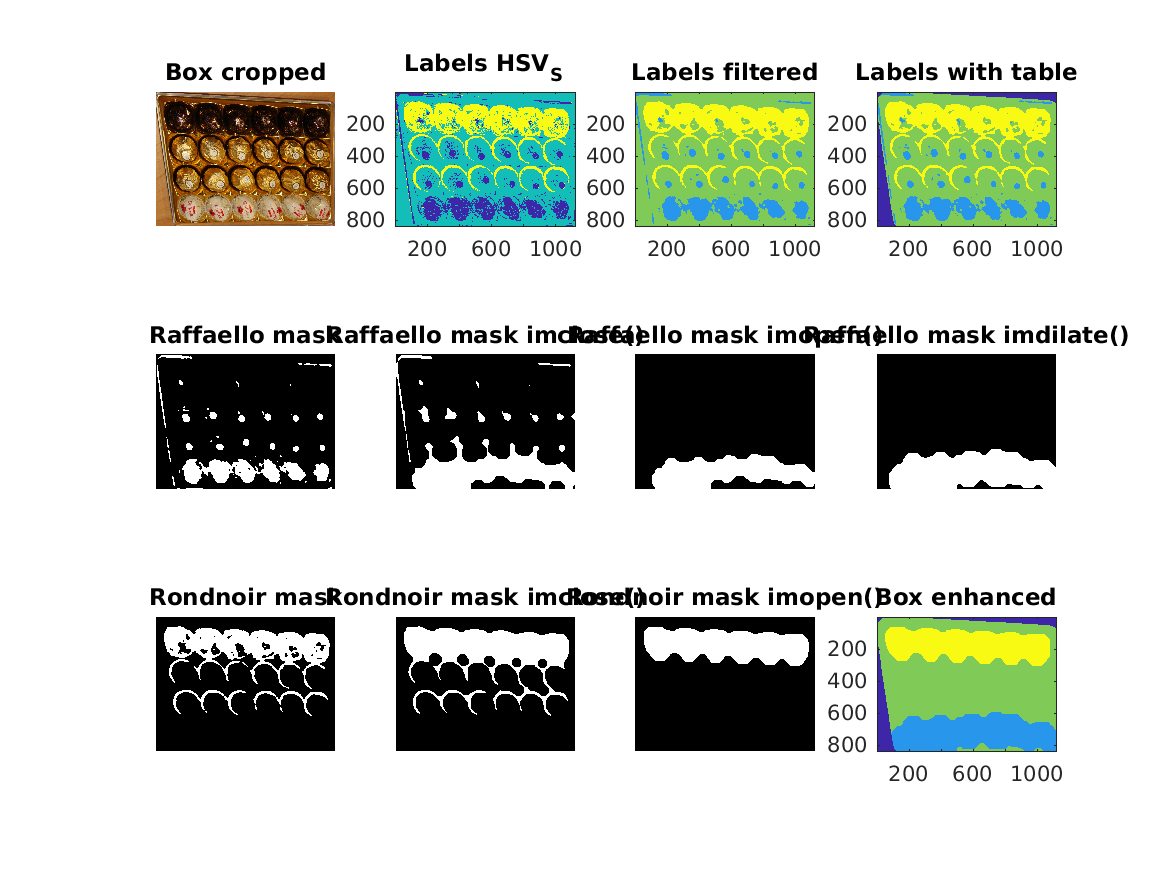 Box cropped
Labels HSV_S
Labels filtered
Labels with table
200
400
600
800
200 600 1000
200
400
600
800
200 600 1000
200
400
600
800
200 600 1000
Raffaello mask
Raffaello mask imclose()
Raffaello mask imopen()
Raffaello mask imdilate()
Rondnoir mask
Rondnoir mask imclose()
Rondnoir mask imopen()
Box enhanced
200
400
600
800
200 600 1000